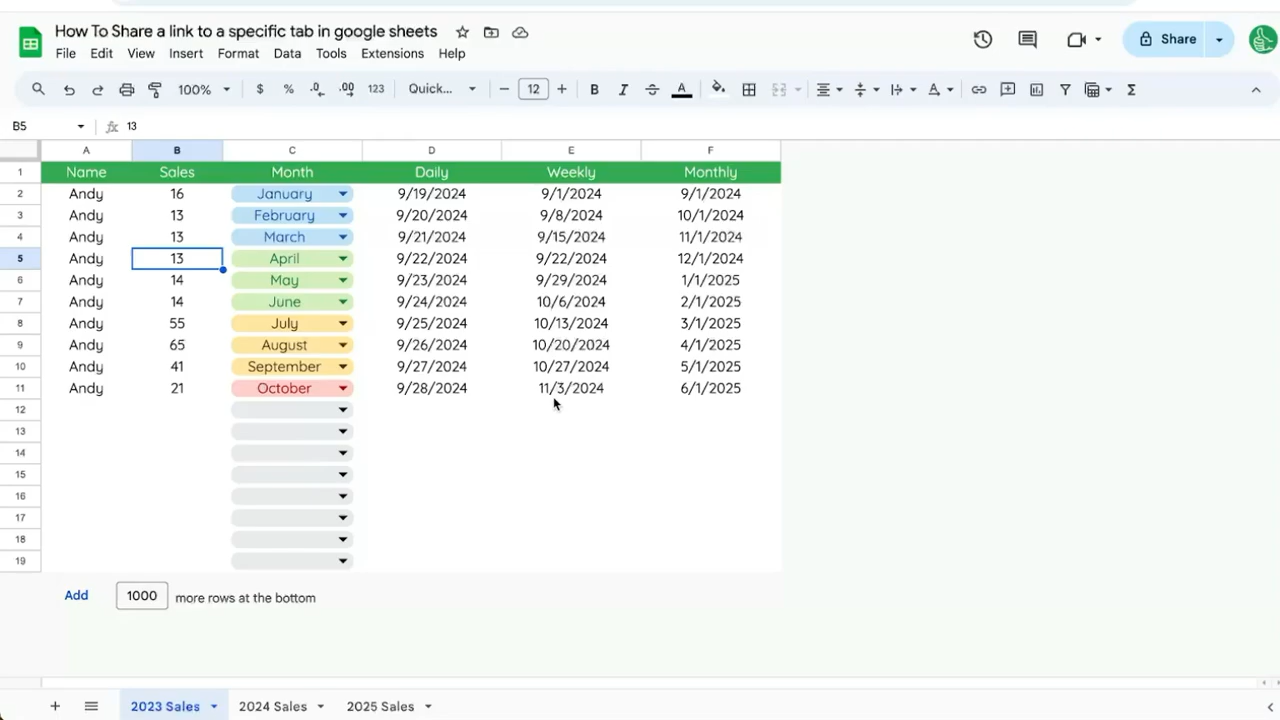 How To Share a link to a specific tab in google sheets
File Edit View Insert Format Data Tools Extensions Help
Share
100% $ % .0 .00 123 Quick... − 12 + B I A Σ
B5 fx 13
A B C D E F
1 Name Sales Month Daily Weekly Monthly
2 Andy 16 January 9/19/2024 9/1/2024 9/1/2024
3 Andy 13 February 9/20/2024 9/8/2024 10/1/2024
4 Andy 13 March 9/21/2024 9/15/2024 11/1/2024
5 Andy 13 April 9/22/2024 9/22/2024 12/1/2024
6 Andy 14 May 9/23/2024 9/29/2024 1/1/2025
7 Andy 14 June 9/24/2024 10/6/2024 2/1/2025
8 Andy 55 July 9/25/2024 10/13/2024 3/1/2025
9 Andy 65 August 9/26/2024 10/20/2024 4/1/2025
10 Andy 41 September 9/27/2024 10/27/2024 5/1/2025
11 Andy 21 October 9/28/2024 11/3/2024 6/1/2025
12
13
14
15
16
17
18
19
Add 1000 more rows at the bottom
+ 2023 Sales 2024 Sales 2025 Sales